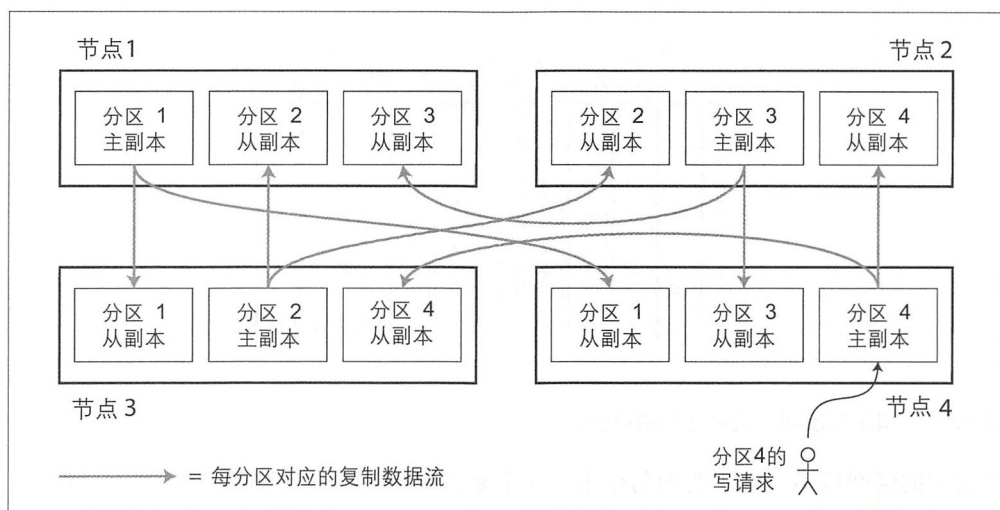 节点1
节点2
分区 1
主副本
分区 2
从副本
分区 3
从副本
分区 2
从副本
分区 3
主副本
分区 4
从副本
分区 1
从副本
分区 2
主副本
分区 4
从副本
分区 1
从副本
分区 3
从副本
分区 4
主副本
节点3
节点4
分区4的
写请求
= 每分区对应的复制数据流